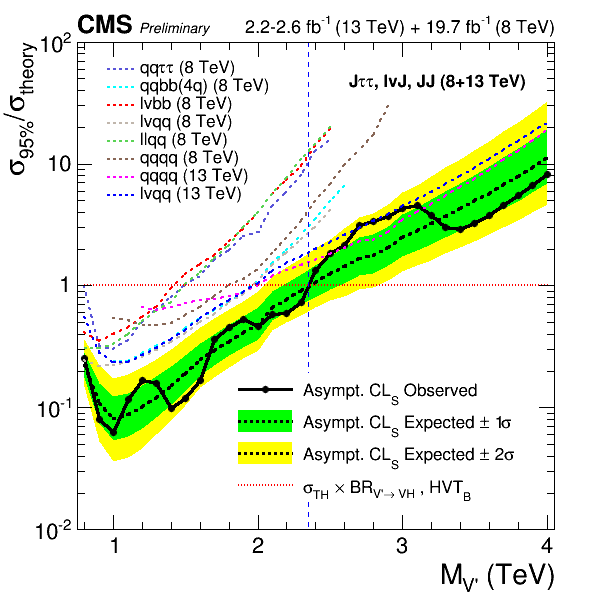 CMS Preliminary 2.2-2.6 fb⁻¹ (13 TeV) + 19.7 fb⁻¹ (8 TeV)
σ95%/σtheory
10²
10
1
10⁻¹
10⁻²
qqττ (8 TeV)
qqbb(4q) (8 TeV)
lνbb (8 TeV)
lνqq (8 TeV)
llqq (8 TeV)
qqqq (8 TeV)
qqqq (13 TeV)
lνqq (13 TeV)
Jττ, lνJ, JJ (8+13 TeV)
Asympt. CLS Observed
Asympt. CLS Expected ± 1σ
Asympt. CLS Expected ± 2σ
σTH × BRV'→ VH , HVTB
1 2 3 4
MV' (TeV)